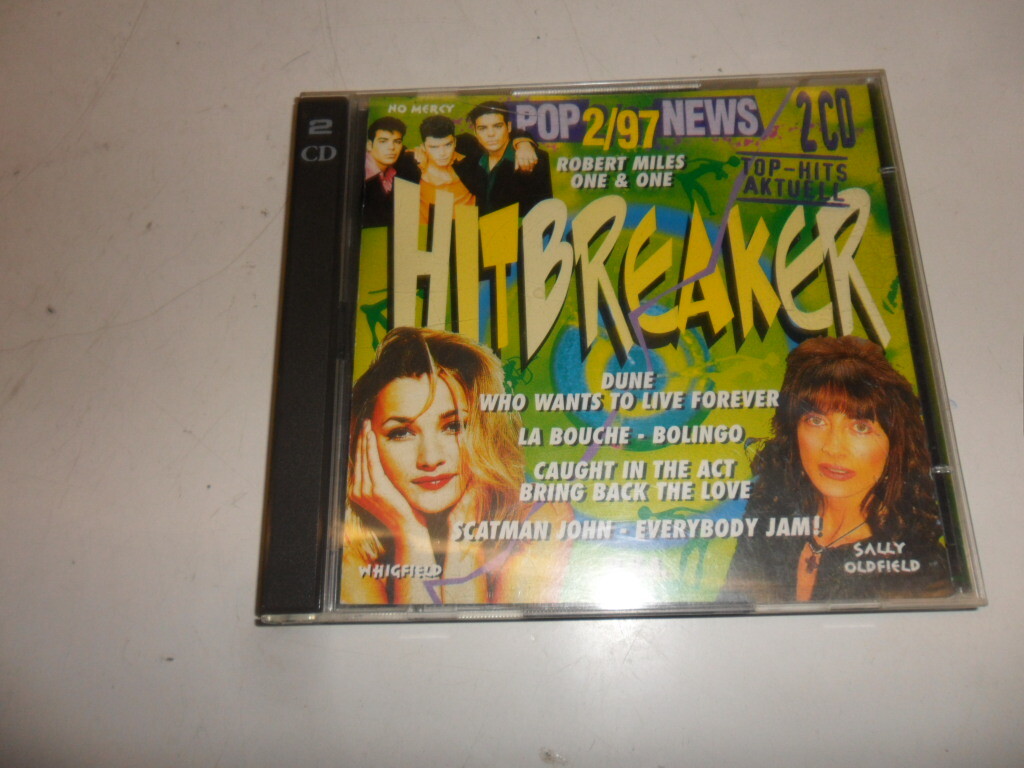 2
CD
NO MERCY
POP 2/97 NEWS
2 CD
TOP-HITS
AKTUELL
ROBERT MILES
ONE & ONE
HITBREAKER
DUNE
WHO WANTS TO LIVE FOREVER
LA BOUCHE - BOLINGO
CAUGHT IN THE ACT
BRING BACK THE LOVE
SCATMAN JOHN - EVERYBODY JAM!
WHIGFIELD
SALLY
OLDFIELD